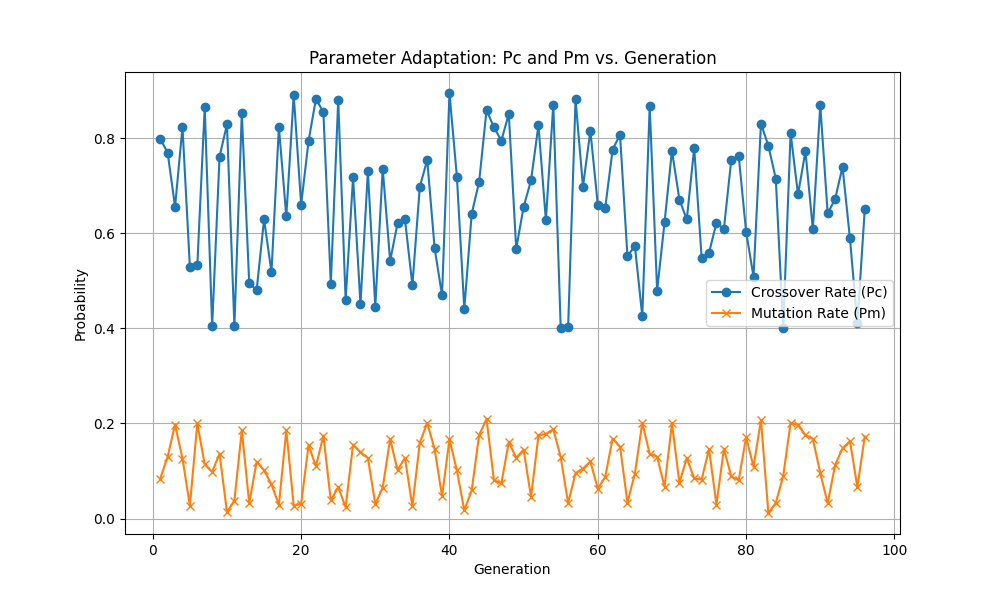 Parameter Adaptation: Pc and Pm vs. Generation
Probability
0.8
0.6
0.4
0.2
0.0
Crossover Rate (Pc)
Mutation Rate (Pm)
0 20 40 60 80 100
Generation